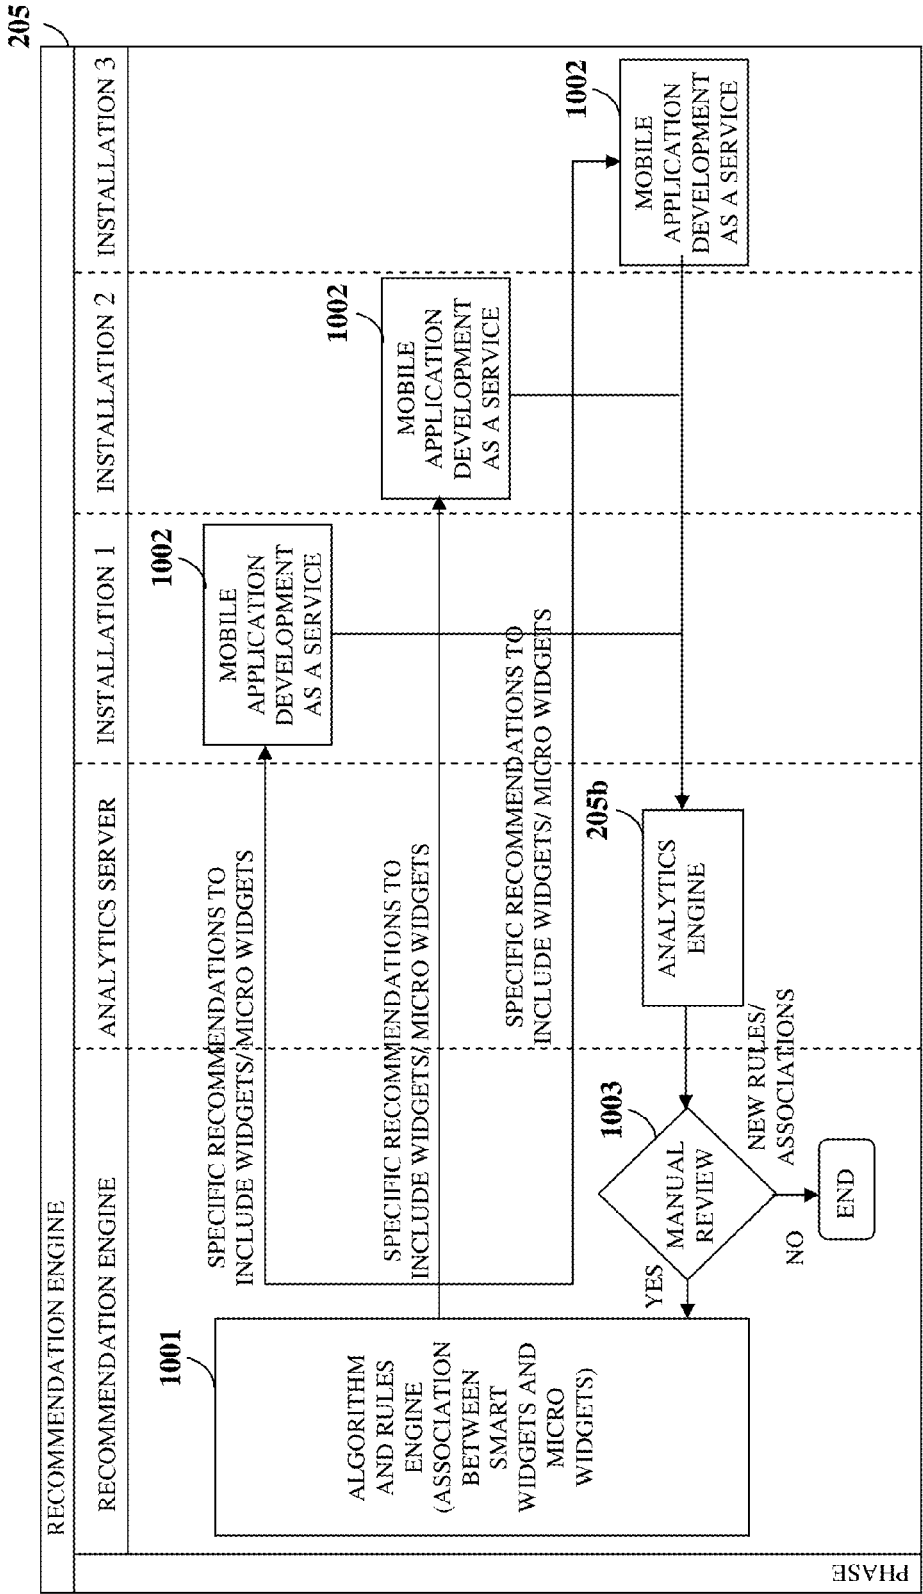 205
RECOMMENDATION ENGINE
RECOMMENDATION ENGINE
ANALYTICS SERVER
INSTALLATION 1
INSTALLATION 2
INSTALLATION 3
PHASE
1001
ALGORITHM
AND RULES
ENGINE
(ASSOCIATION
BETWEEN
SMART
WIDGETS AND
MICRO
WIDGETS)
SPECIFIC RECOMMENDATIONS TO
INCLUDE WIDGETS/MICRO WIDGETS
1002
MOBILE
APPLICATION
DEVELOPMENT
AS A SERVICE
SPECIFIC RECOMMENDATIONS TO
INCLUDE WIDGETS/ MICRO WIDGETS
1002
MOBILE
APPLICATION
DEVELOPMENT
AS A SERVICE
SPECIFIC RECOMMENDATIONS TO
INCLUDE WIDGETS/ MICRO WIDGETS
1002
MOBILE
APPLICATION
DEVELOPMENT
AS A SERVICE
205b
ANALYTICS
ENGINE
1003
MANUAL
REVIEW
NEW RULES/
ASSOCIATIONS
YES
NO
END